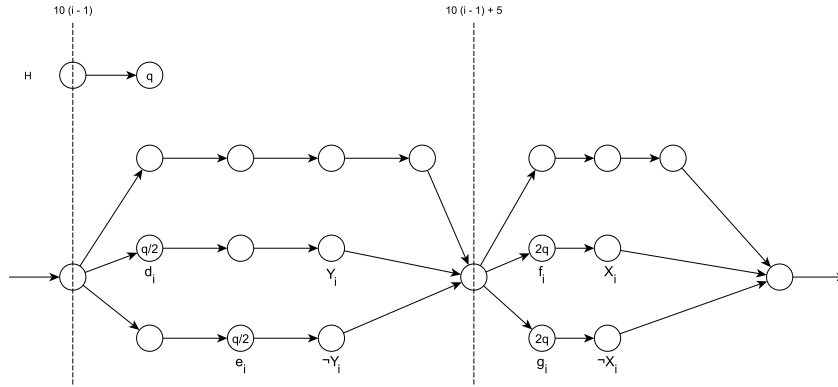 10 (i - 1)
10 (i - 1) + 5
H
q
q/2
2q
d_i
Y_i
f_i
X_i
q/2
2q
e_i
¬Y_i
g_i
¬X_i